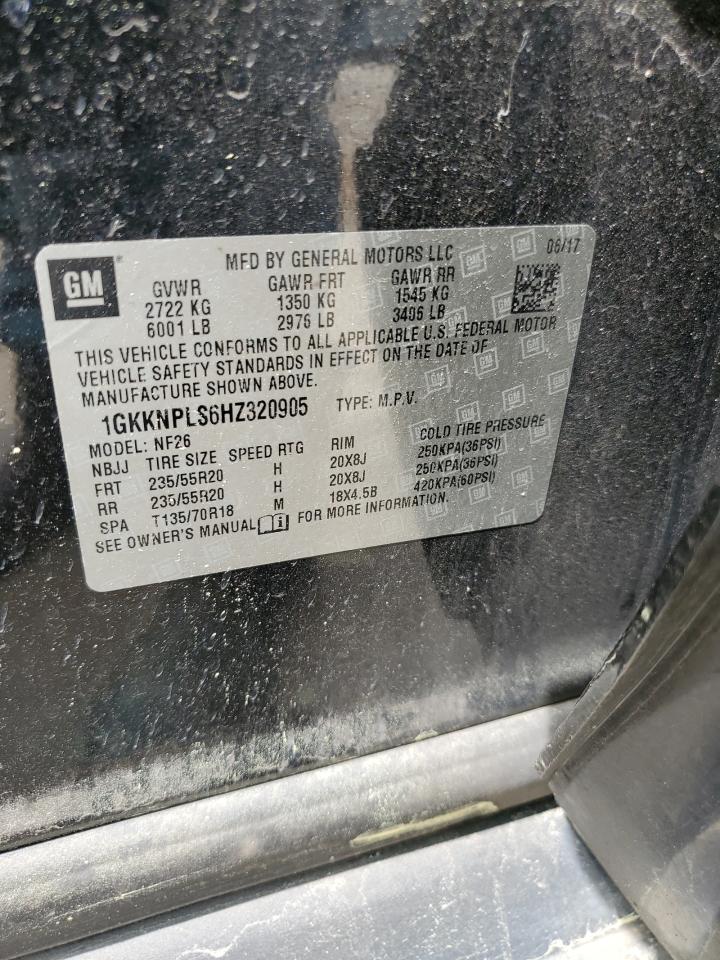 GM
MFD BY GENERAL MOTORS LLC 06/17
GVWR GAWR FRT GAWR RR
2722 KG 1350 KG 1545 KG
6001 LB 2976 LB 3406 LB
THIS VEHICLE CONFORMS TO ALL APPLICABLE U.S. FEDERAL MOTOR
VEHICLE SAFETY STANDARDS IN EFFECT ON THE DATE OF
MANUFACTURE SHOWN ABOVE.
1GKKNPLS6HZ320905 TYPE: M.P.V.
MODEL: NF26
NBJJ TIRE SIZE SPEED RTG RIM COLD TIRE PRESSURE
FRT 235/55R20 H 20X8J 250KPA(36PSI)
RR 235/55R20 H 20X8J 250KPA(36PSI)
SPA T135/70R18 M 18X4.5B 420KPA(60PSI)
SEE OWNER'S MANUAL FOR MORE INFORMATION.